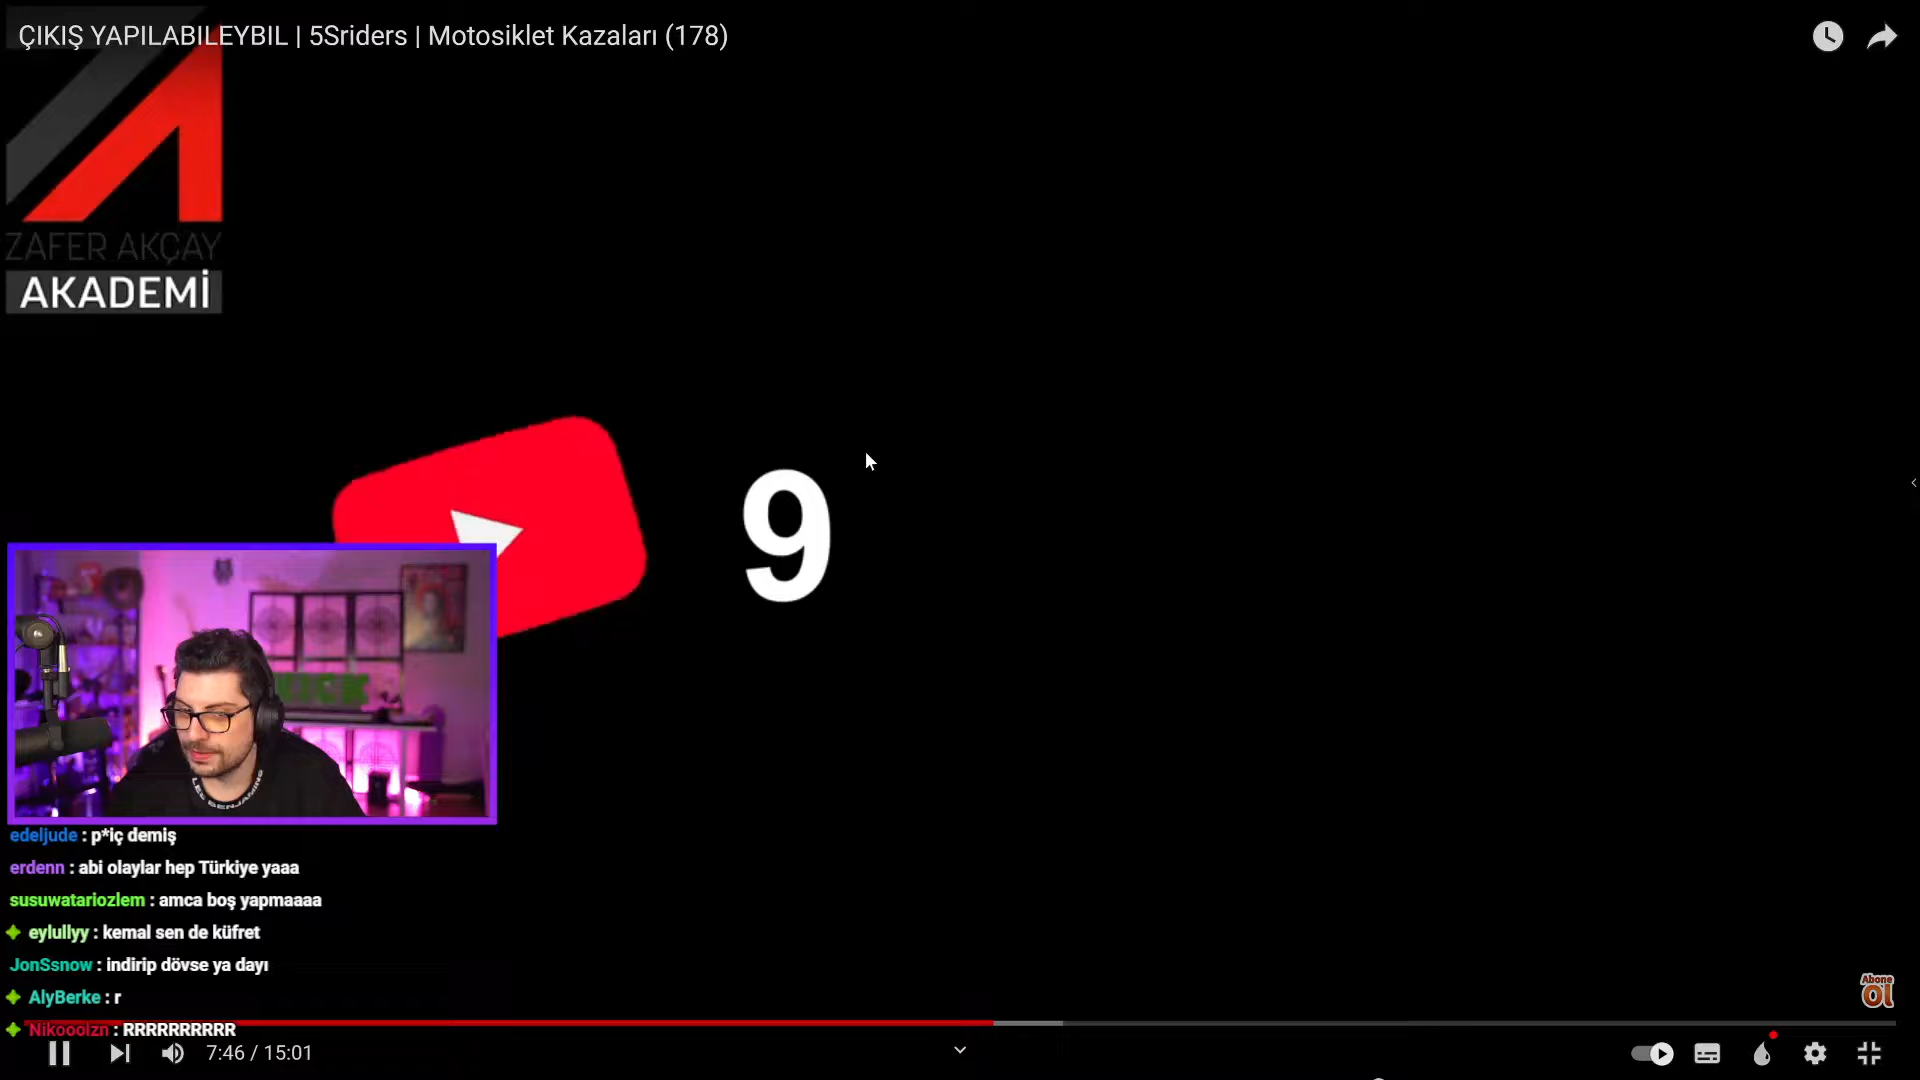 ÇIKIŞ YAPILABILEYBIL | 5Sriders | Motosiklet Kazaları (178)
ZAFER AKÇAY
AKADEMİ
9
KICK
edeljude : p*iç demiş
erdenn : abi olaylar hep Türkiye yaaa
susuwatariozlem : amca boş yapmaaaa
eylullyy : kemal sen de küfret
JonSsnow : indirip dövse ya dayı
AlyBerke : r
Nikooolzn : RRRRRRRRRR
Abone
Ol
7:46 / 15:01